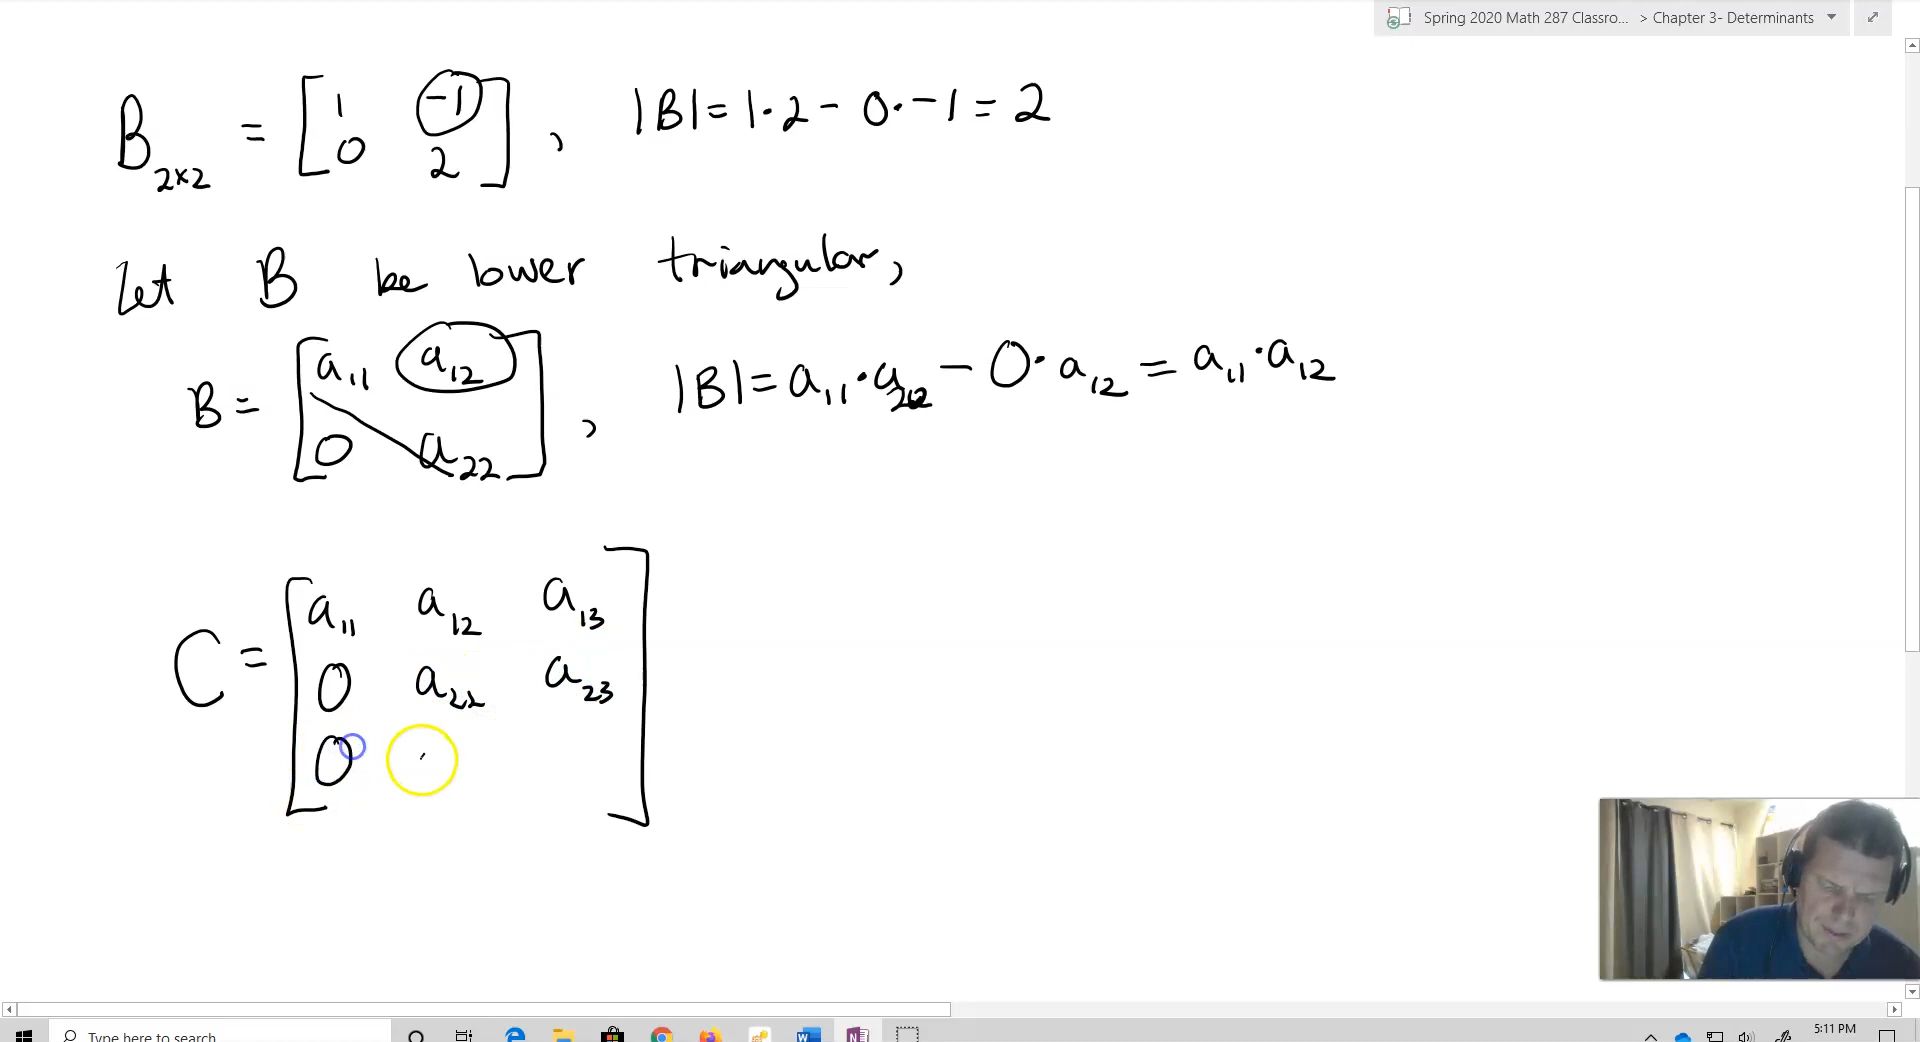 Spring 2020 Math 287 Classro... > Chapter 3- Determinants
B₂ₓ₂ = [1 -1; 0 2], |B| = 1·2 - 0·-1 = 2
Let B be lower triangular,
B = [a₁₁ a₁₂; 0 a₂₂], |B| = a₁₁·a₂₂ - 0·a₁₂ = a₁₁·a₁₂
C = [a₁₁ a₁₂ a₁₃; 0 a₂₂ a₂₃; 0
Type here to search
5:11 PM